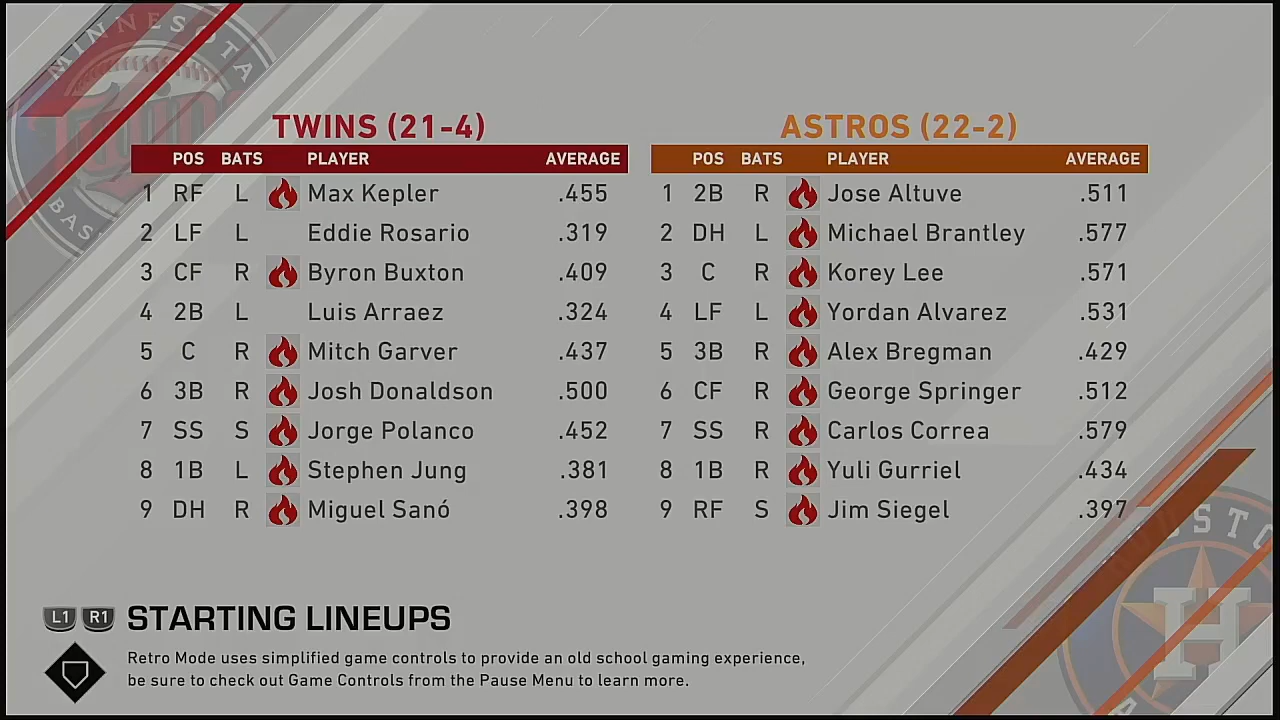 MINNESOTA
Twins
BAS
TWINS (21-4)
POS BATS PLAYER AVERAGE
1 RF L Max Kepler .455
2 LF L Eddie Rosario .319
3 CF R Byron Buxton .409
4 2B L Luis Arraez .324
5 C R Mitch Garver .437
6 3B R Josh Donaldson .500
7 SS S Jorge Polanco .452
8 1B L Stephen Jung .381
9 DH R Miguel Sanó .398
ASTROS (22-2)
POS BATS PLAYER AVERAGE
1 2B R Jose Altuve .511
2 DH L Michael Brantley .577
3 C R Korey Lee .571
4 LF L Yordan Alvarez .531
5 3B R Alex Bregman .429
6 CF R George Springer .512
7 SS R Carlos Correa .579
8 1B R Yuli Gurriel .434
9 RF S Jim Siegel .397
HOUSTO
H
L1 R1 STARTING LINEUPS
Retro Mode uses simplified game controls to provide an old school gaming experience,
be sure to check out Game Controls from the Pause Menu to learn more.